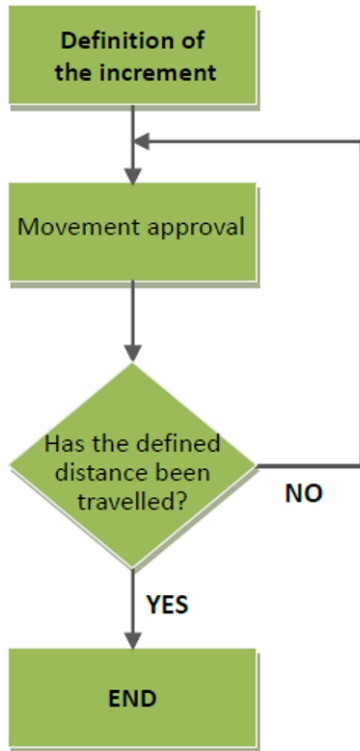 Definition of
the increment
Movement approval
Has the defined
distance been
travelled?
NO
YES
END